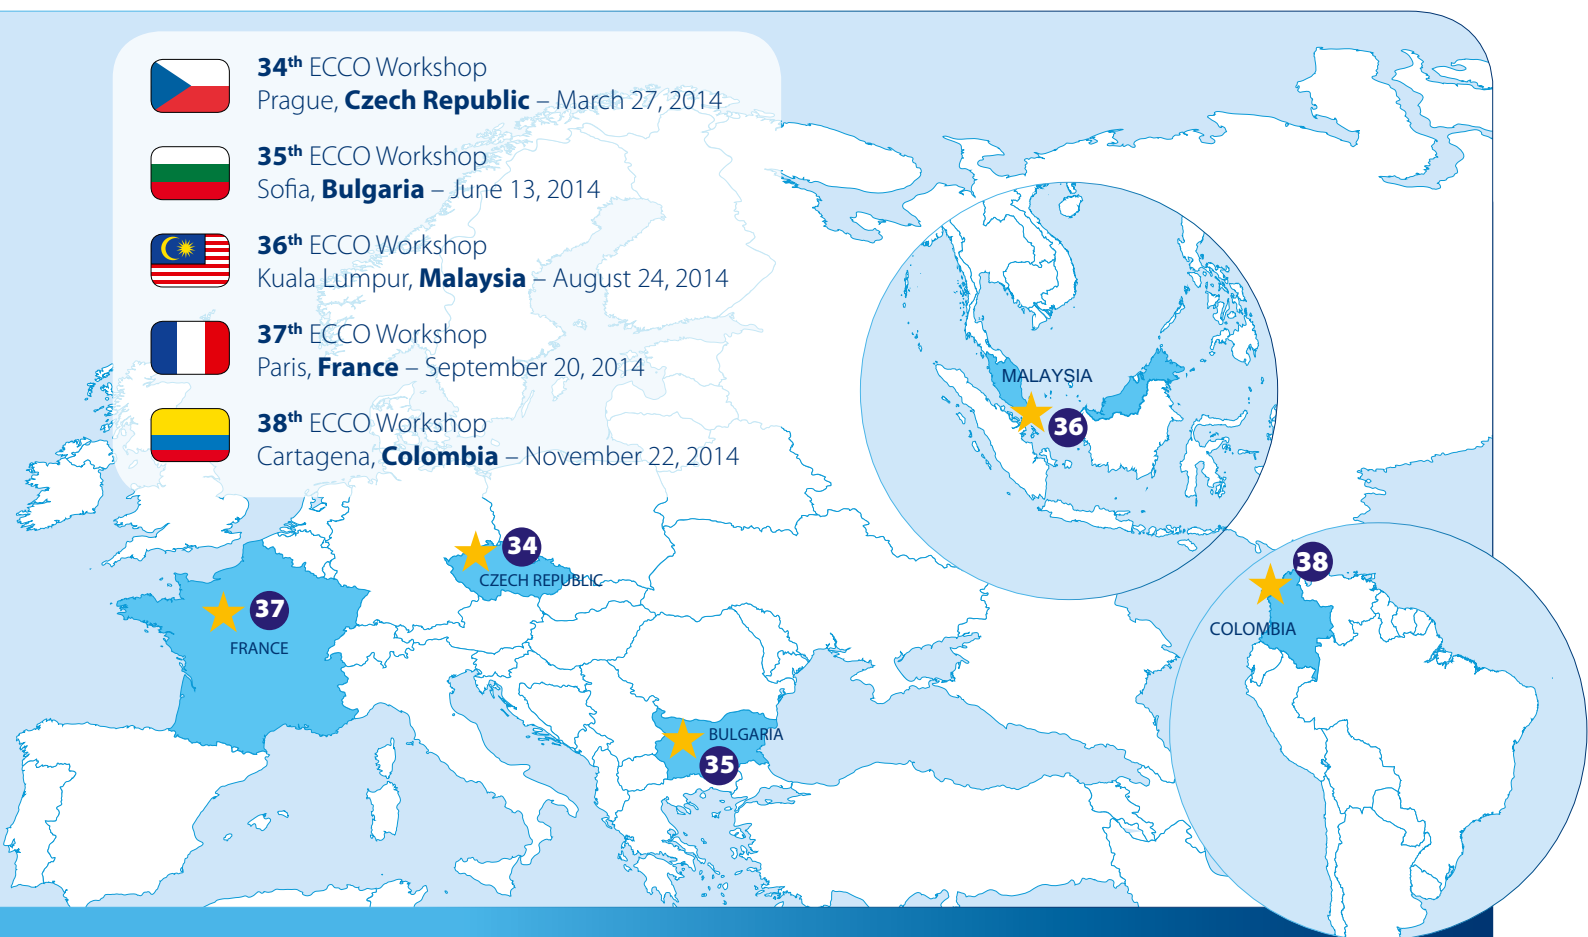 34th ECCO Workshop
Prague, Czech Republic – March 27, 2014
35th ECCO Workshop
Sofia, Bulgaria – June 13, 2014
36th ECCO Workshop
Kuala Lumpur, Malaysia – August 24, 2014
37th ECCO Workshop
Paris, France – September 20, 2014
38th ECCO Workshop
Cartagena, Colombia – November 22, 2014
MALAYSIA
36
34
CZECH REPUBLIC
38
COLOMBIA
37
FRANCE
BULGARIA
35